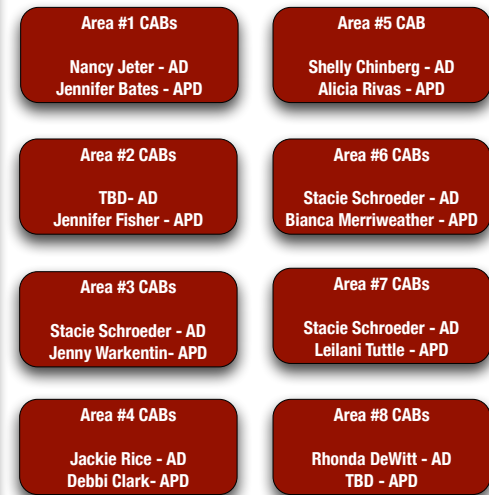 Area #1 CABs
Nancy Jeter - AD
Jennifer Bates - APD
Area #2 CABs
TBD- AD
Jennifer Fisher - APD
Area #3 CABs
Stacie Schroeder - AD
Jenny Warkentin- APD
Area #4 CABs
Jackie Rice - AD
Debbi Clark- APD
Area #5 CAB
Shelly Chinberg - AD
Alicia Rivas - APD
Area #6 CABs
Stacie Schroeder - AD
Bianca Merriweather - APD
Area #7 CABs
Stacie Schroeder - AD
Leilani Tuttle - APD
Area #8 CABs
Rhonda DeWitt - AD
TBD - APD